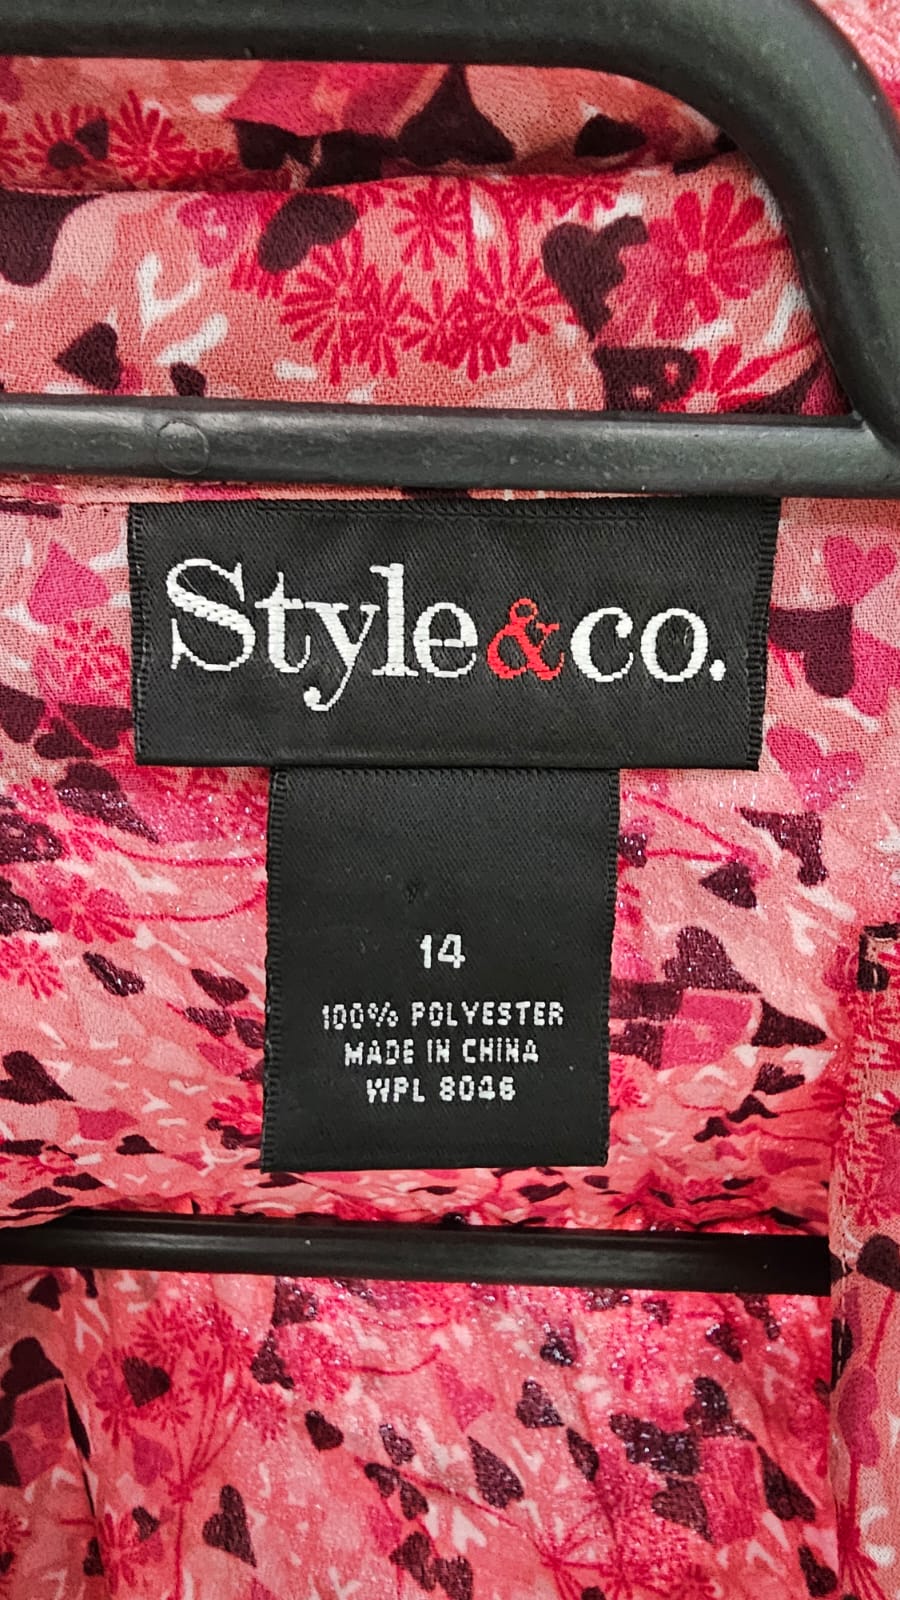 Style&co.
14
100% POLYESTER
MADE IN CHINA
WPL 8046